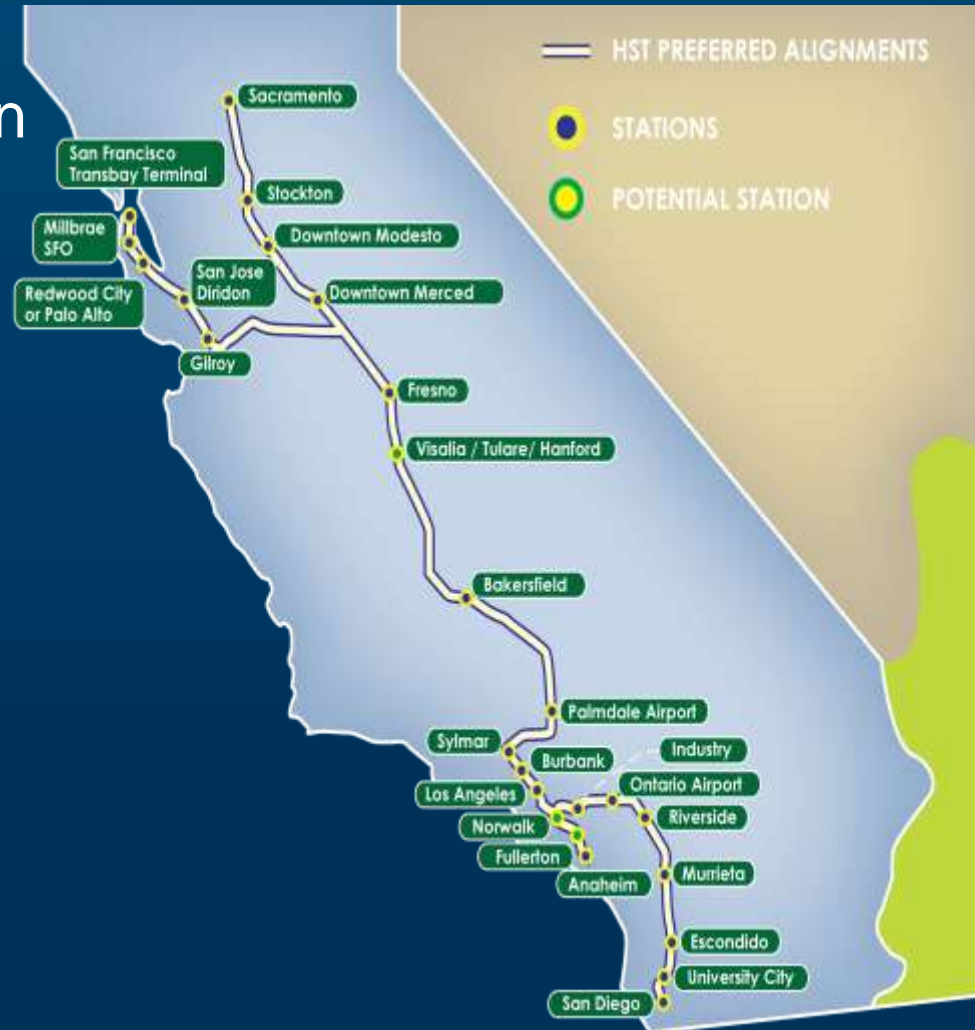 n
HST PREFERRED ALIGNMENTS
STATIONS
POTENTIAL STATION
Sacramento
San Francisco
Transbay Terminal
Stockton
Millbrae
SFO
Downtown Modesto
San Jose
Diridon
Redwood City
or Palo Alto
Downtown Merced
Gilroy
Fresno
Visalia / Tulare/ Hanford
Bakersfield
Palmdale Airport
Sylmar
Industry
Burbank
Ontario Airport
Los Angeles
Riverside
Norwalk
Fullerton
Anaheim
Murrieta
Escondido
University City
San Diego